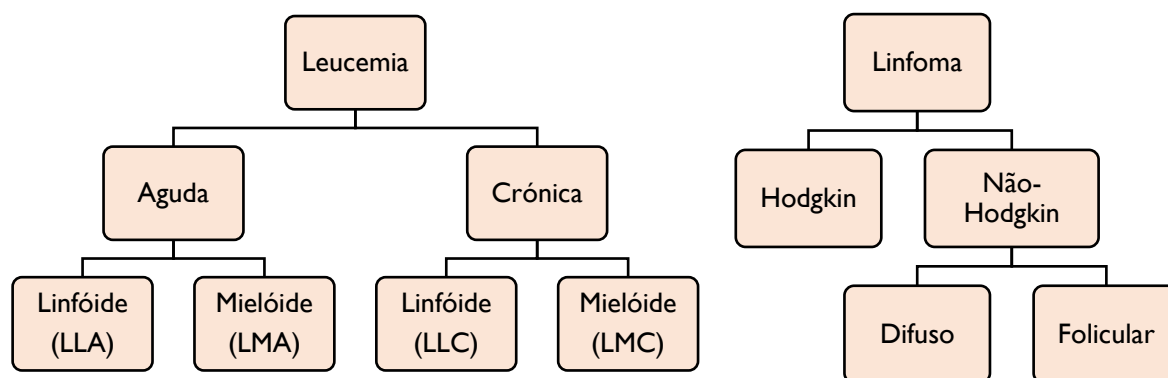 Leucemia
Aguda
Crónica
Linfóide
(LLA)
Mielóide
(LMA)
Linfóide
(LLC)
Mielóide
(LMC)
Linfoma
Hodgkin
Não-
Hodgkin
Difuso
Folicular